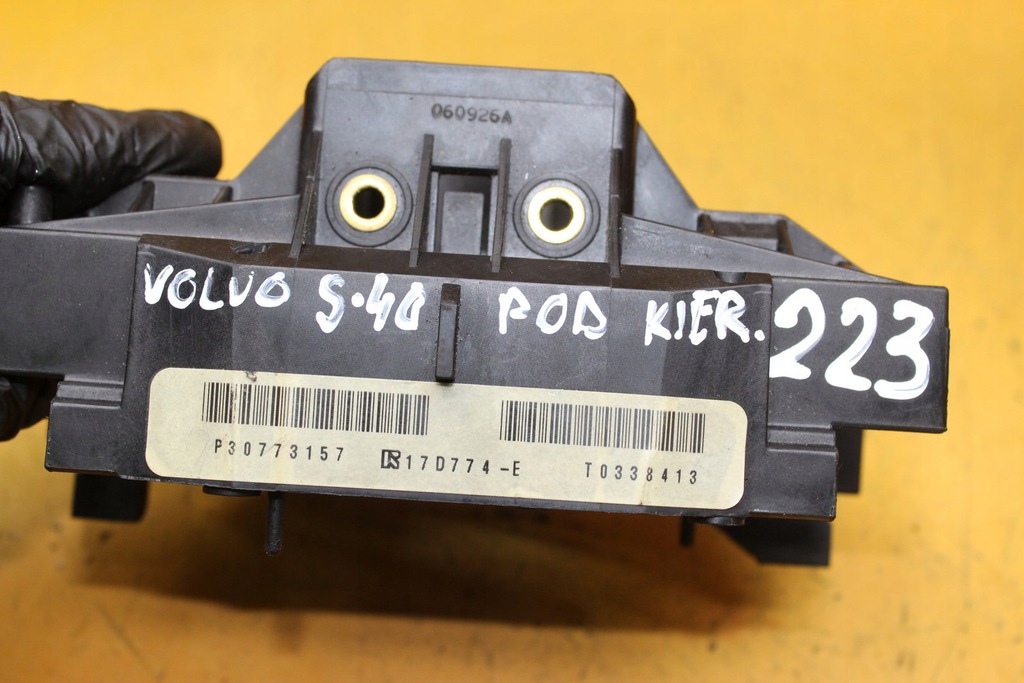 060926A
VOLVO S·40 POD KIER. 223
P30773157 17D774-E T0338413